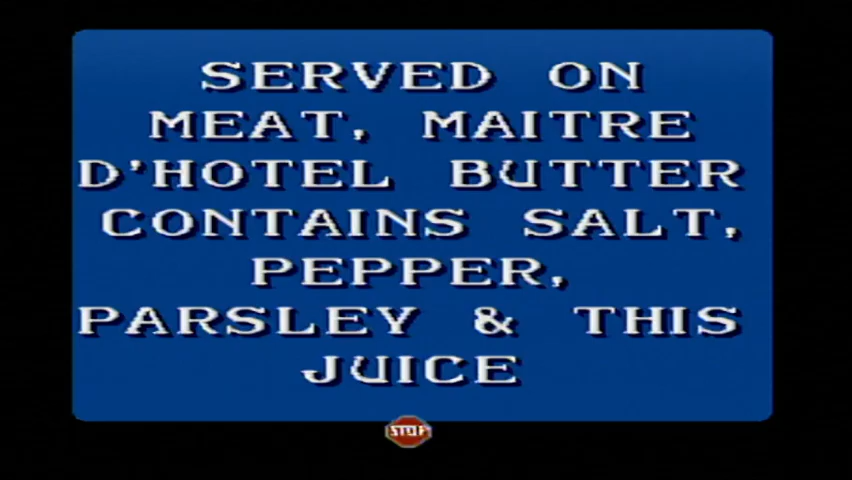 SERVED ON
MEAT, MAITRE
D'HOTEL BUTTER
CONTAINS SALT,
PEPPER,
PARSLEY & THIS
JUICE
STOP